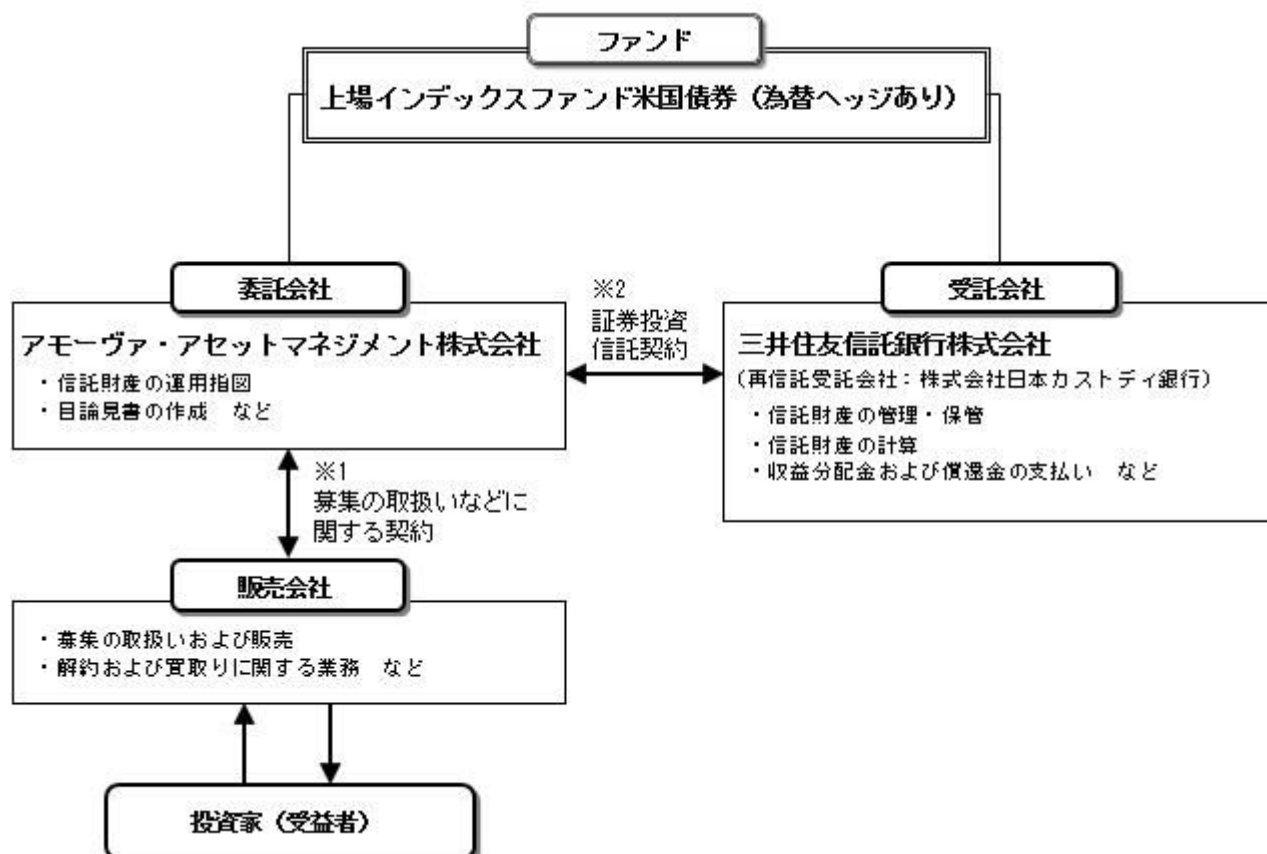 ファンド
上場インデックスファンド米国債券（為替ヘッジあり）
委託会社
アモーヴァ・アセットマネジメント株式会社
・信託財産の運用指図
・目論見書の作成　など
※2
証券投資
信託契約
受託会社
三井住友信託銀行株式会社
（再信託受託会社：株式会社日本カストディ銀行）
・信託財産の管理・保管
・信託財産の計算
・収益分配金および償還金の支払い　など
※1
募集の取扱いなどに
関する契約
販売会社
・募集の取扱いおよび販売
・解約および買取りに関する業務　など
投資家（受益者）